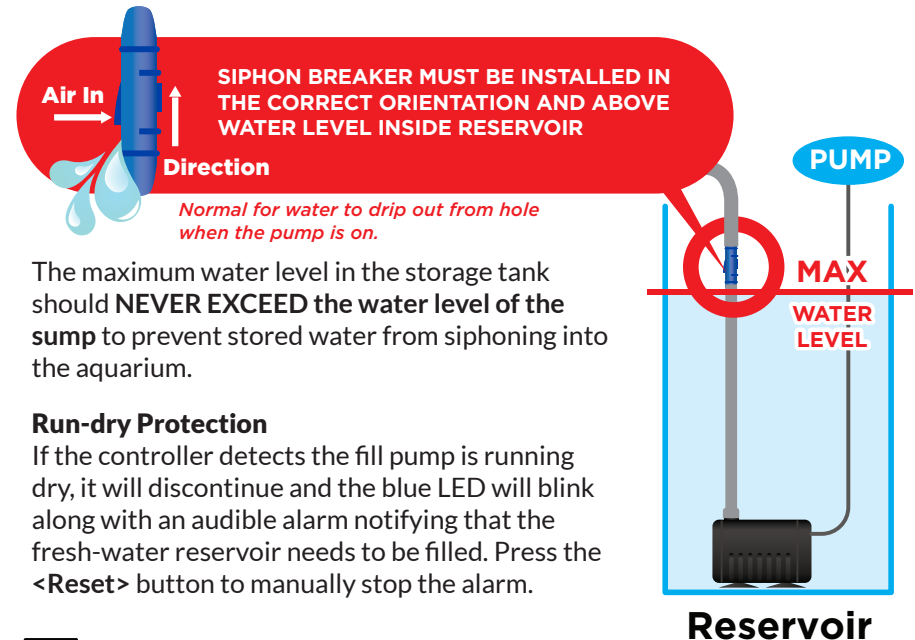 Air In
SIPHON BREAKER MUST BE INSTALLED IN
THE CORRECT ORIENTATION AND ABOVE
WATER LEVEL INSIDE RESERVOIR
Direction
Normal for water to drip out from hole
when the pump is on.
PUMP
MAX
WATER
LEVEL
The maximum water level in the storage tank
should NEVER EXCEED the water level of the
sump to prevent stored water from siphoning into
the aquarium.
Run-dry Protection
If the controller detects the fill pump is running
dry, it will discontinue and the blue LED will blink
along with an audible alarm notifying that the
fresh-water reservoir needs to be filled. Press the
<Reset> button to manually stop the alarm.
Reservoir